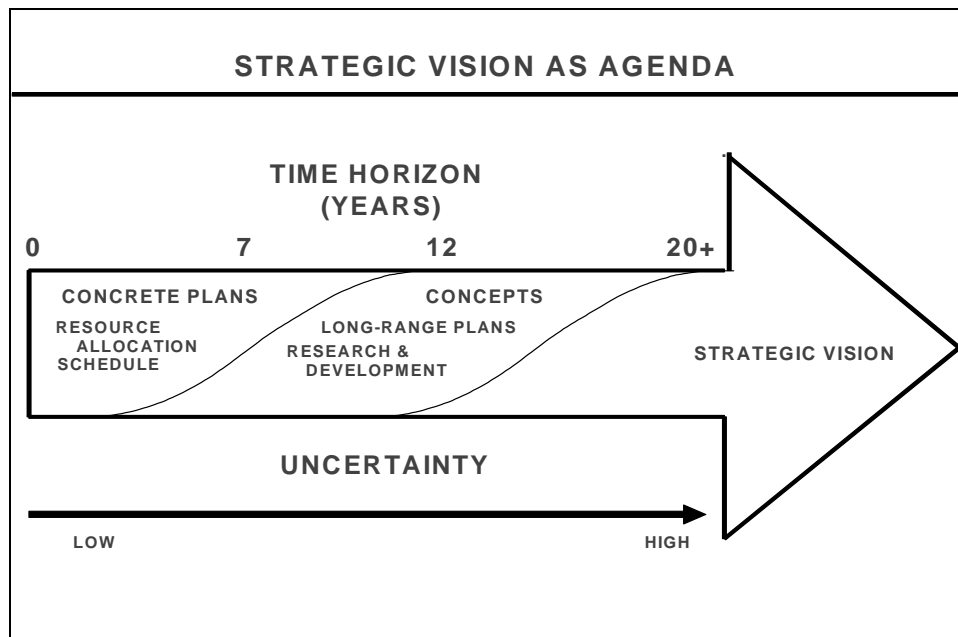 STRATEGIC VISION AS AGENDA
TIME HORIZON
(YEARS)
0 7 12 20+
CONCRETE PLANS
RESOURCE
ALLOCATION
SCHEDULE
CONCEPTS
LONG-RANGE PLANS
RESEARCH &
DEVELOPMENT
STRATEGIC VISION
UNCERTAINTY
LOW HIGH